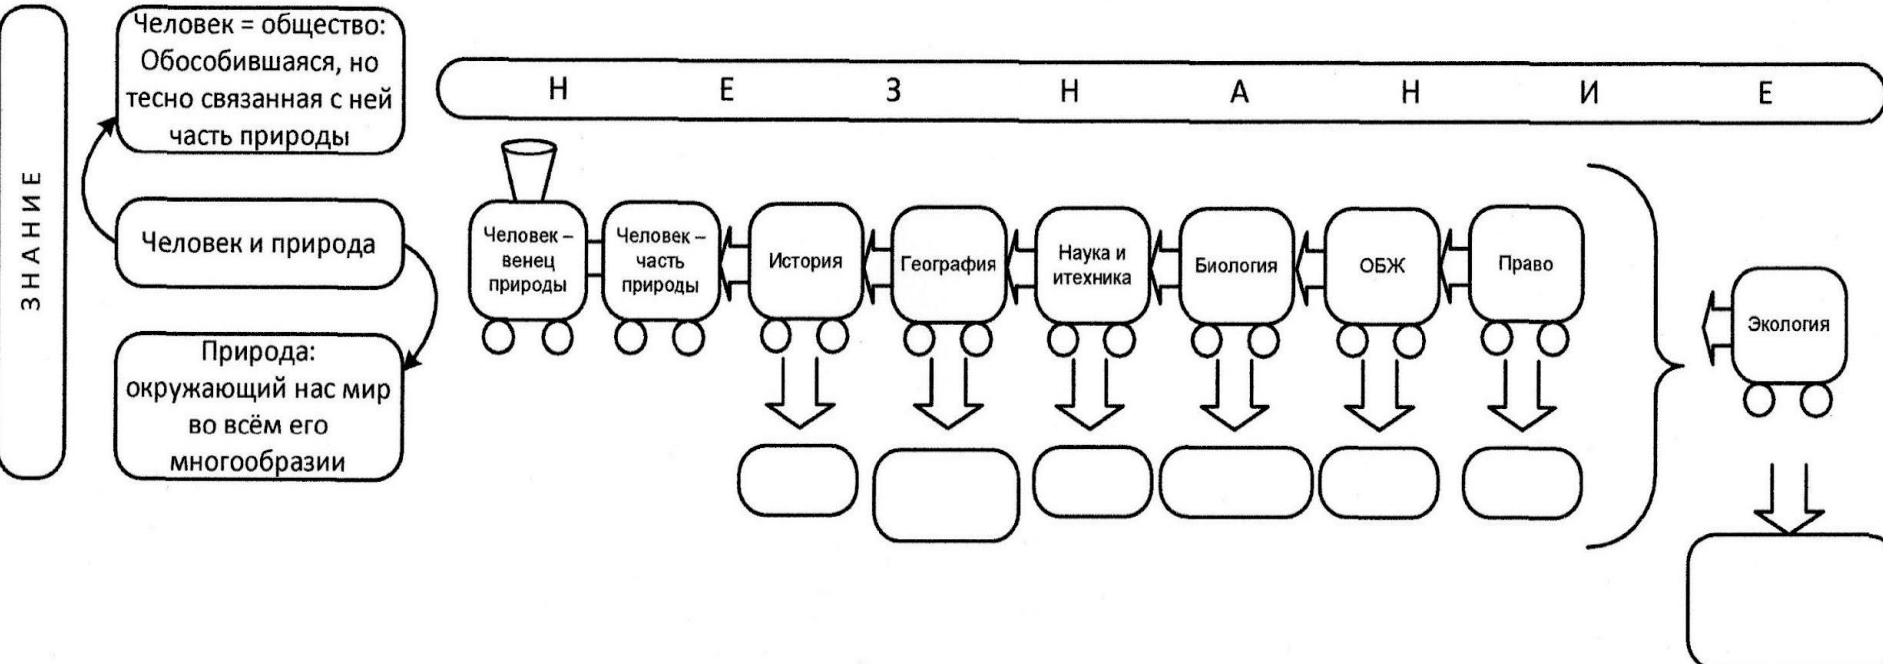 ЗНАНИЕ
Человек = общество:
Обособившаяся, но
тесно связанная с ней
часть природы
Человек и природа
Природа:
окружающий нас мир
во всём его
многообразии
Н Е З Н А Н И Е
Человек –
венец
природы
Человек –
часть
природы
История
География
Наука и
итехника
Биология
ОБЖ
Право
Экология